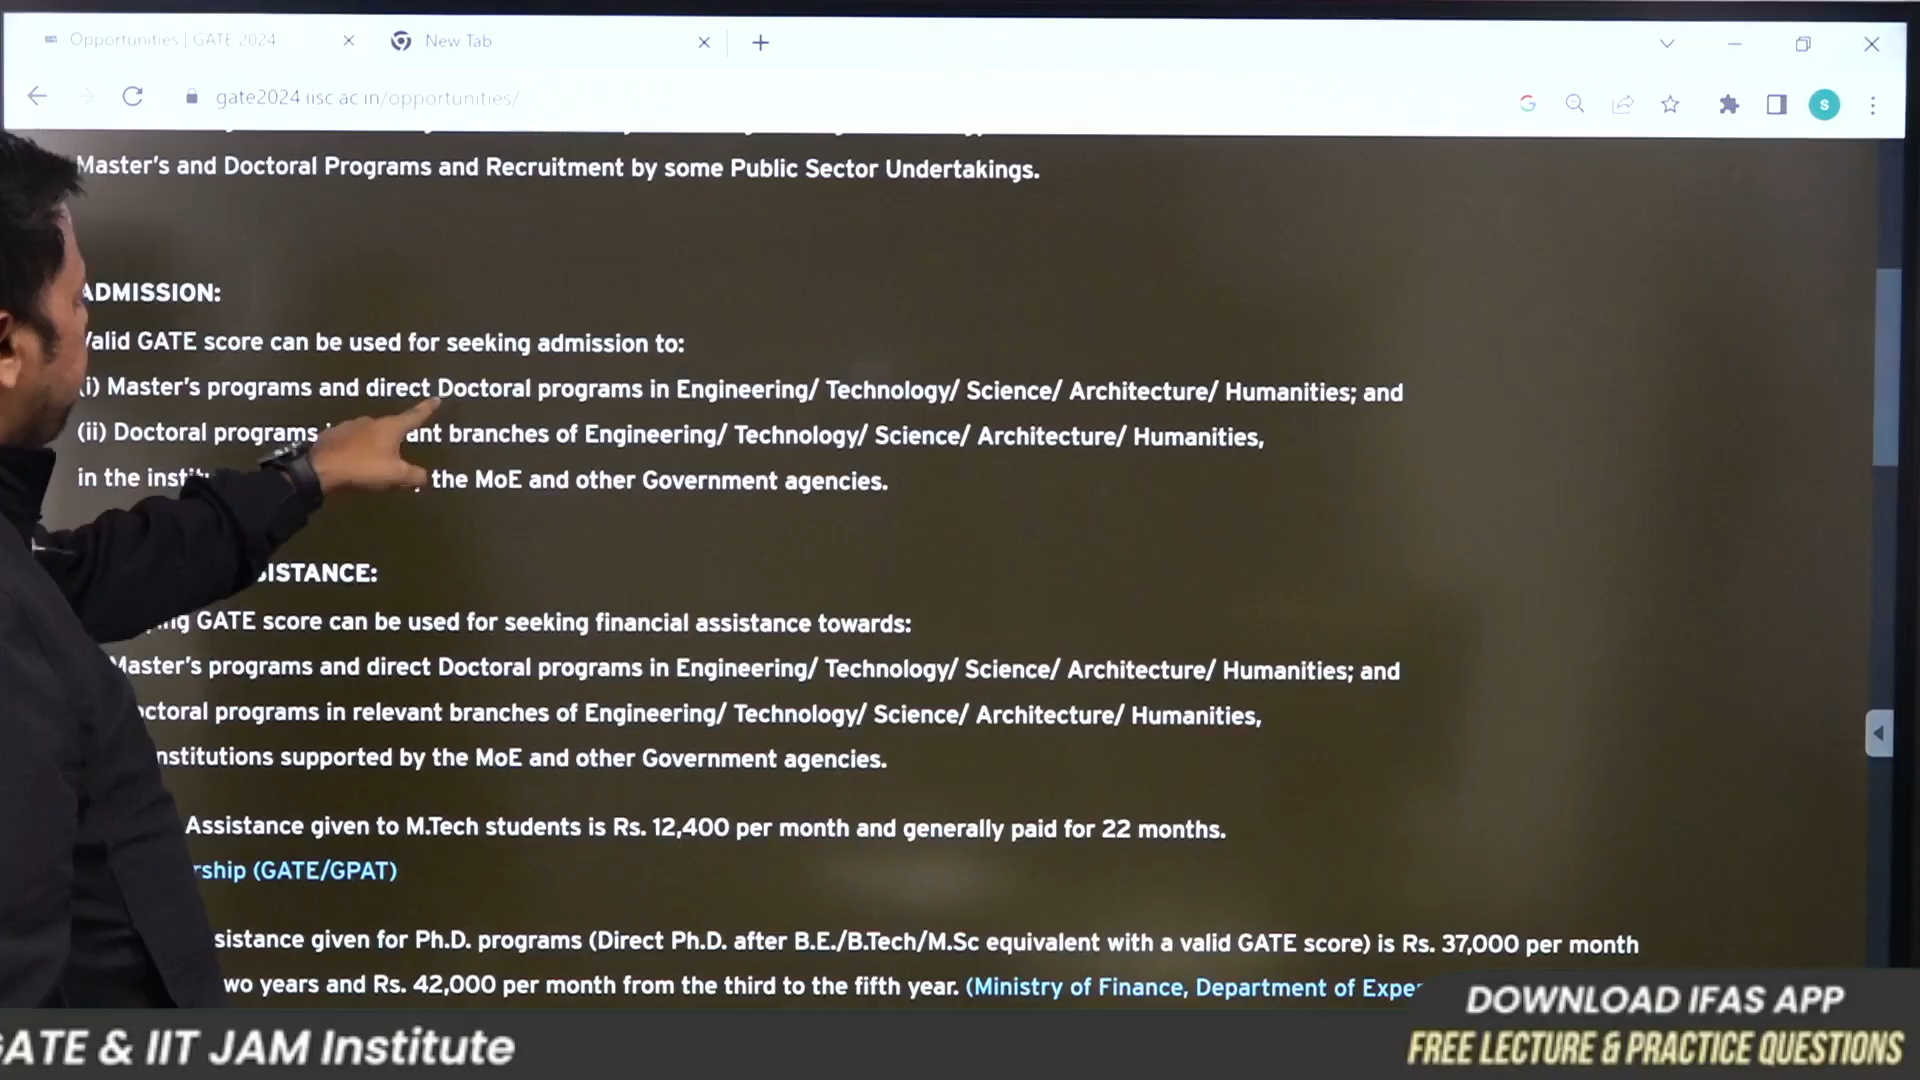 Opportunities | GATE 2024
New Tab
gate2024.iisc.ac.in/opportunities/
S
Master's and Doctoral Programs and Recruitment by some Public Sector Undertakings.
ADMISSION:
Valid GATE score can be used for seeking admission to:
(i) Master's programs and direct Doctoral programs in Engineering/ Technology/ Science/ Architecture/ Humanities; and
(ii) Doctoral programs branches of Engineering/ Technology/ Science/ Architecture/ Humanities,
in the the MoE and other Government agencies.
ISTANCE:
GATE score can be used for seeking financial assistance towards:
Master's programs and direct Doctoral programs in Engineering/ Technology/ Science/ Architecture/ Humanities; and
octoral programs in relevant branches of Engineering/ Technology/ Science/ Architecture/ Humanities,
nstitutions supported by the MoE and other Government agencies.
Assistance given to M.Tech students is Rs. 12,400 per month and generally paid for 22 months.
rship (GATE/GPAT)
sistance given for Ph.D. programs (Direct Ph.D. after B.E./B.Tech/M.Sc equivalent with a valid GATE score) is Rs. 37,000 per month
wo years and Rs. 42,000 per month from the third to the fifth year. (Ministry of Finance, Department of Expe
DOWNLOAD IFAS APP
GATE & IIT JAM Institute
FREE LECTURE & PRACTICE QUESTIONS